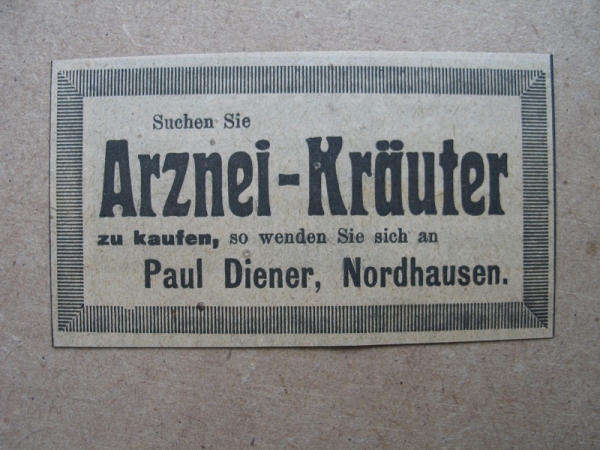 Suchen Sie
Arznei-Kräuter
zu kaufen, so wenden Sie sich an
Paul Diener, Nordhausen.